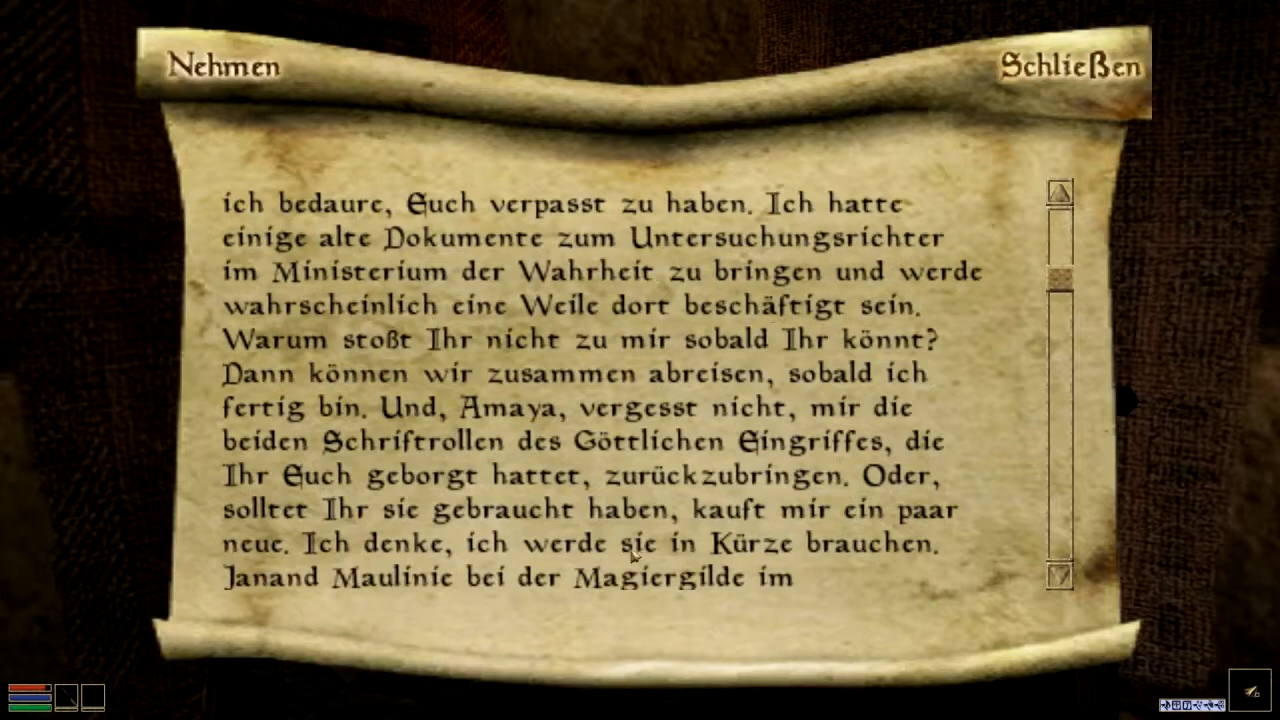 Nehmen
Schließen
ich bedaure, Euch verpasst zu haben. Ich hatte
einige alte Dokumente zum Untersuchungsrichter
im Ministerium der Wahrheit zu bringen und werde
wahrscheinlich eine Weile dort beschäftigt sein.
Warum stoßt Ihr nicht zu mir sobald Ihr könnt?
Dann können wir zusammen abreisen, sobald ich
fertig bin. Und, Amaya, vergesst nicht, mir die
beiden Schriftrollen des Göttlichen Eingriffes, die
Ihr Euch geborgt hattet, zurückzubringen. Oder,
solltet Ihr sie gebraucht haben, kauft mir ein paar
neue. Ich denke, ich werde sie in Kürze brauchen.
Janand Maulinie bei der Magiergilde im